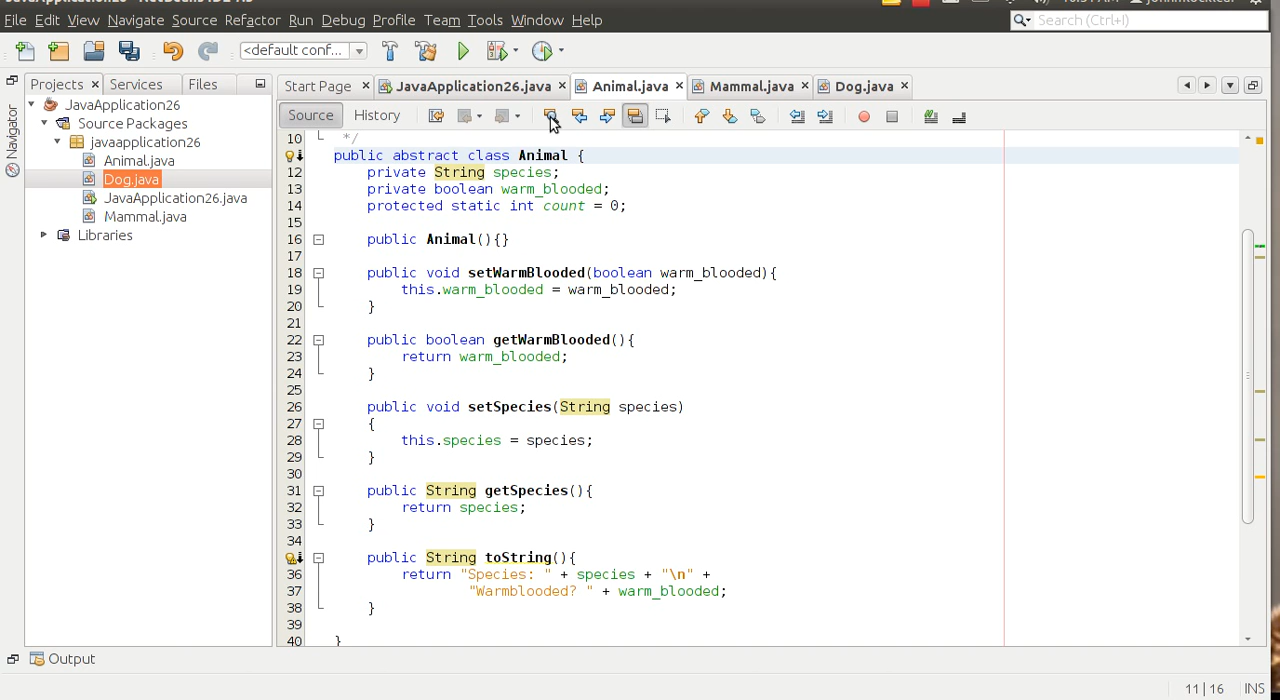 File Edit View Navigate Source Refactor Run Debug Profile Team Tools Window Help
Search (Ctrl+I)
<default conf...
Projects Services Files
Start Page JavaApplication26.java Animal.java Mammal.java Dog.java
Source History
Navigator
JavaApplication26
Source Packages
javaapplication26
Animal.java
Dog.java
JavaApplication26.java
Mammal.java
Libraries
10 */
public abstract class Animal {
12 private String species;
13 private boolean warm_blooded;
14 protected static int count = 0;
15
16 public Animal(){}
17
18 public void setWarmBlooded(boolean warm_blooded){
19 this.warm_blooded = warm_blooded;
20 }
21
22 public boolean getWarmBlooded(){
23 return warm_blooded;
24 }
25
26 public void setSpecies(String species)
27 {
28 this.species = species;
29 }
30
31 public String getSpecies(){
32 return species;
33 }
34
public String toString(){
36 return "Species: " + species + "\n" +
37 "Warmblooded? " + warm_blooded;
38 }
39
40 }
Output
11|16 INS